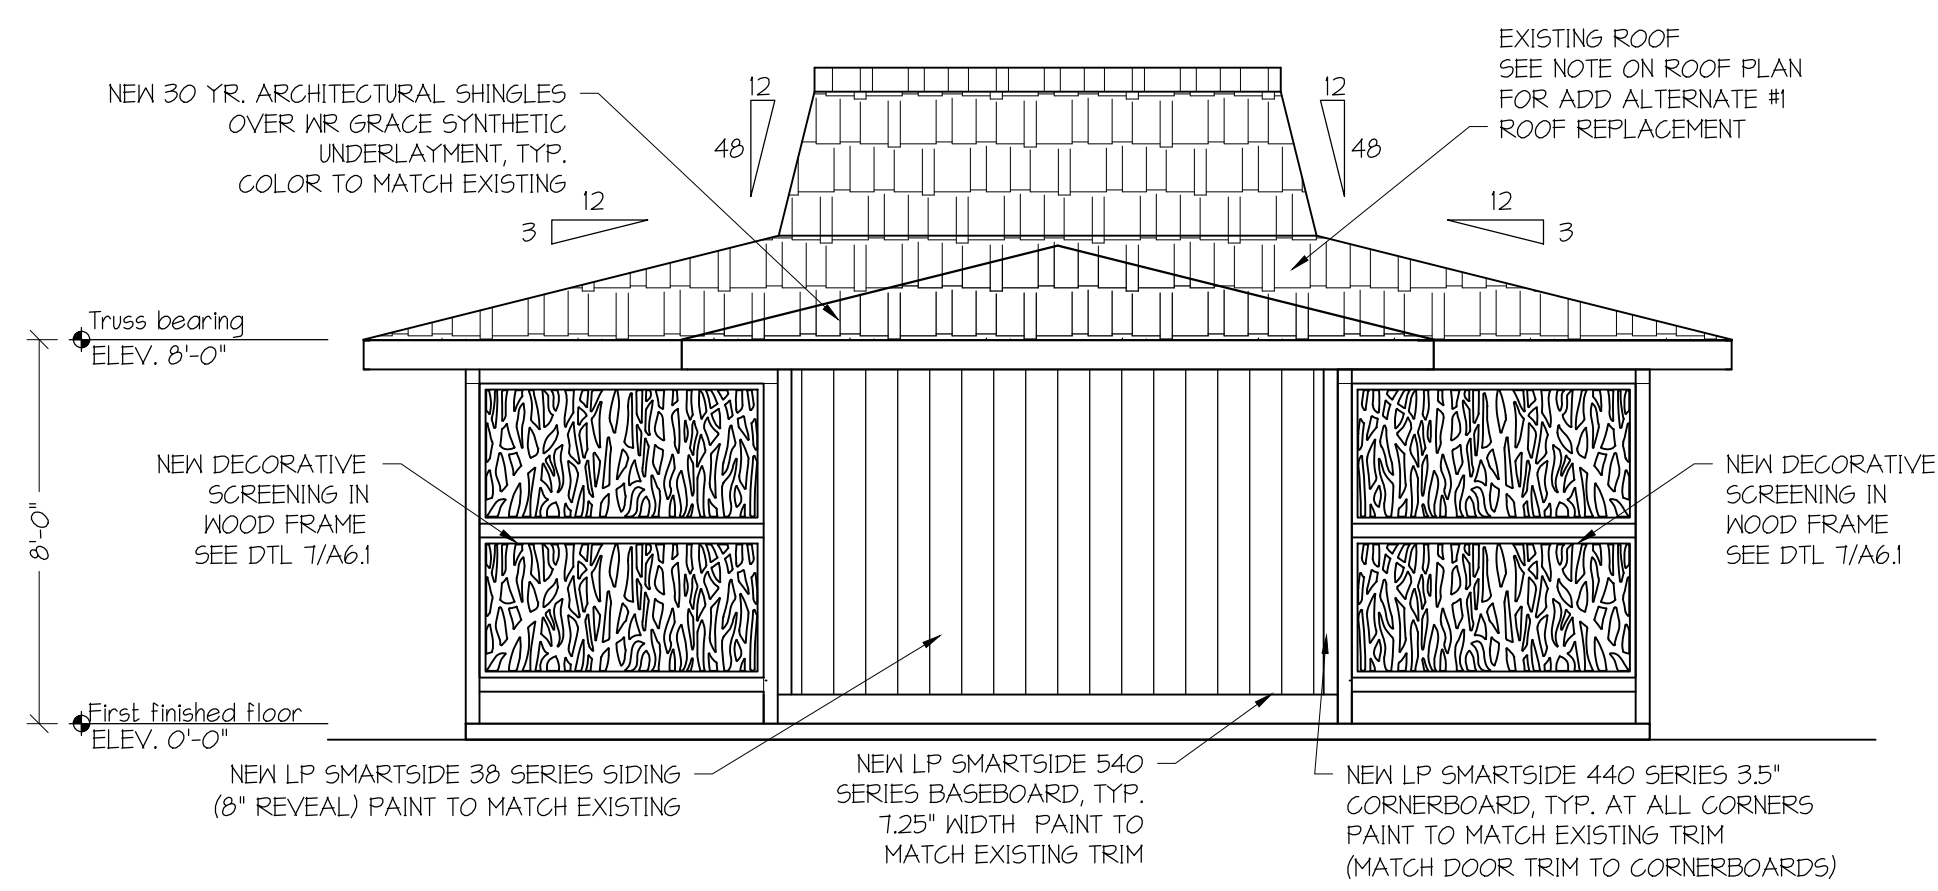 EXISTING ROOF
SEE NOTE ON ROOF PLAN
FOR ADD ALTERNATE #1
ROOF REPLACEMENT
NEW 30 YR. ARCHITECTURAL SHINGLES
OVER WR GRACE SYNTHETIC
UNDERLAYMENT, TYP.
COLOR TO MATCH EXISTING
12
48
12
48
12
3
12
3
Truss bearing
ELEV. 8'-0"
8'-0"
NEW DECORATIVE
SCREENING IN
WOOD FRAME
SEE DTL 7/A6.1
NEW DECORATIVE
SCREENING IN
WOOD FRAME
SEE DTL 7/A6.1
First finished floor
ELEV. 0'-0"
NEW LP SMARTSIDE 38 SERIES SIDING
(8" REVEAL) PAINT TO MATCH EXISTING
NEW LP SMARTSIDE 540
SERIES BASEBOARD, TYP.
7.25" WIDTH PAINT TO
MATCH EXISTING TRIM
NEW LP SMARTSIDE 440 SERIES 3.5"
CORNERBOARD, TYP. AT ALL CORNERS
PAINT TO MATCH EXISTING TRIM
(MATCH DOOR TRIM TO CORNERBOARDS)